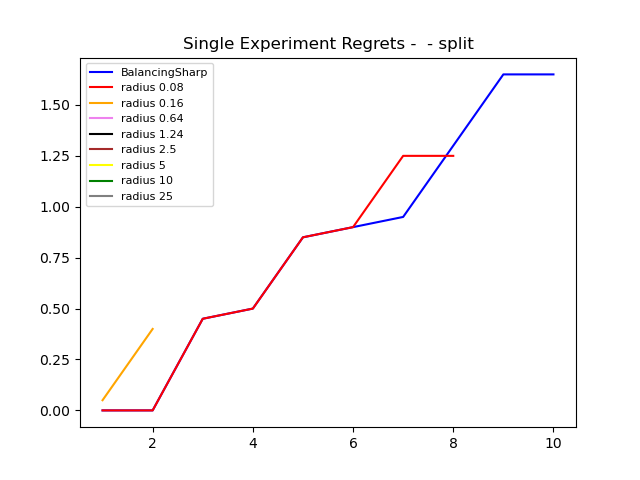 Single Experiment Regrets -  - split
BalancingSharp
radius 0.08
radius 0.16
radius 0.64
radius 1.24
radius 2.5
radius 5
radius 10
radius 25
1.50
1.25
1.00
0.75
0.50
0.25
0.00
2 4 6 8 10